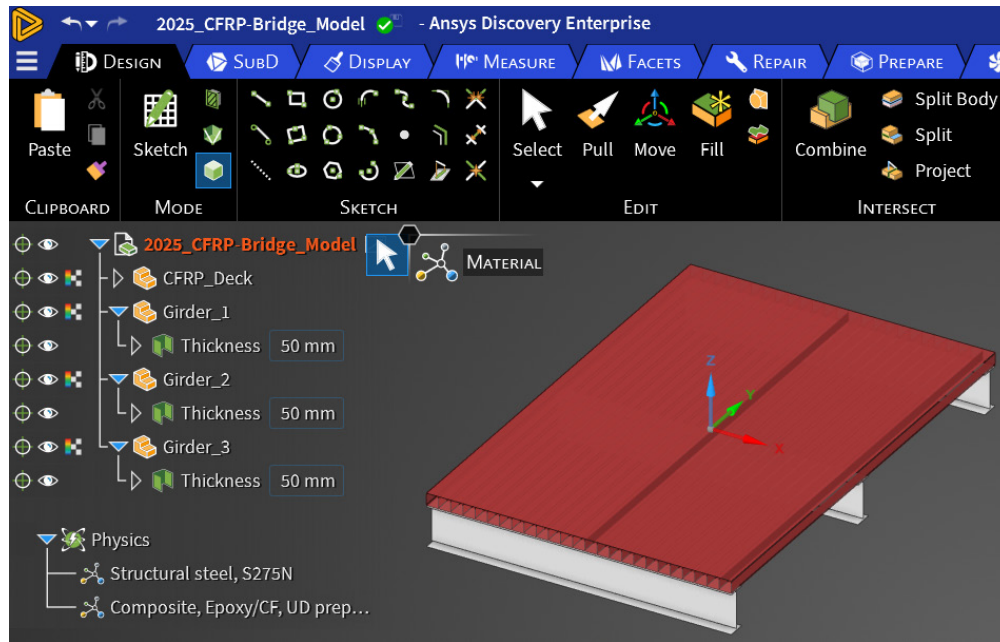 2025_CFRP-Bridge_Model - Ansys Discovery Enterprise
DESIGN SUBD DISPLAY MEASURE FACETS REPAIR PREPARE
Paste Sketch Select Pull Move Fill Combine Split Body
Split
Project
CLIPBOARD MODE SKETCH EDIT INTERSECT
2025_CFRP-Bridge_Model
MATERIAL
CFRP_Deck
Girder_1
Thickness 50 mm
Girder_2
Thickness 50 mm
Girder_3
Thickness 50 mm
Z
Y
X
Physics
Structural steel, S275N
Composite, Epoxy/CF, UD prep...